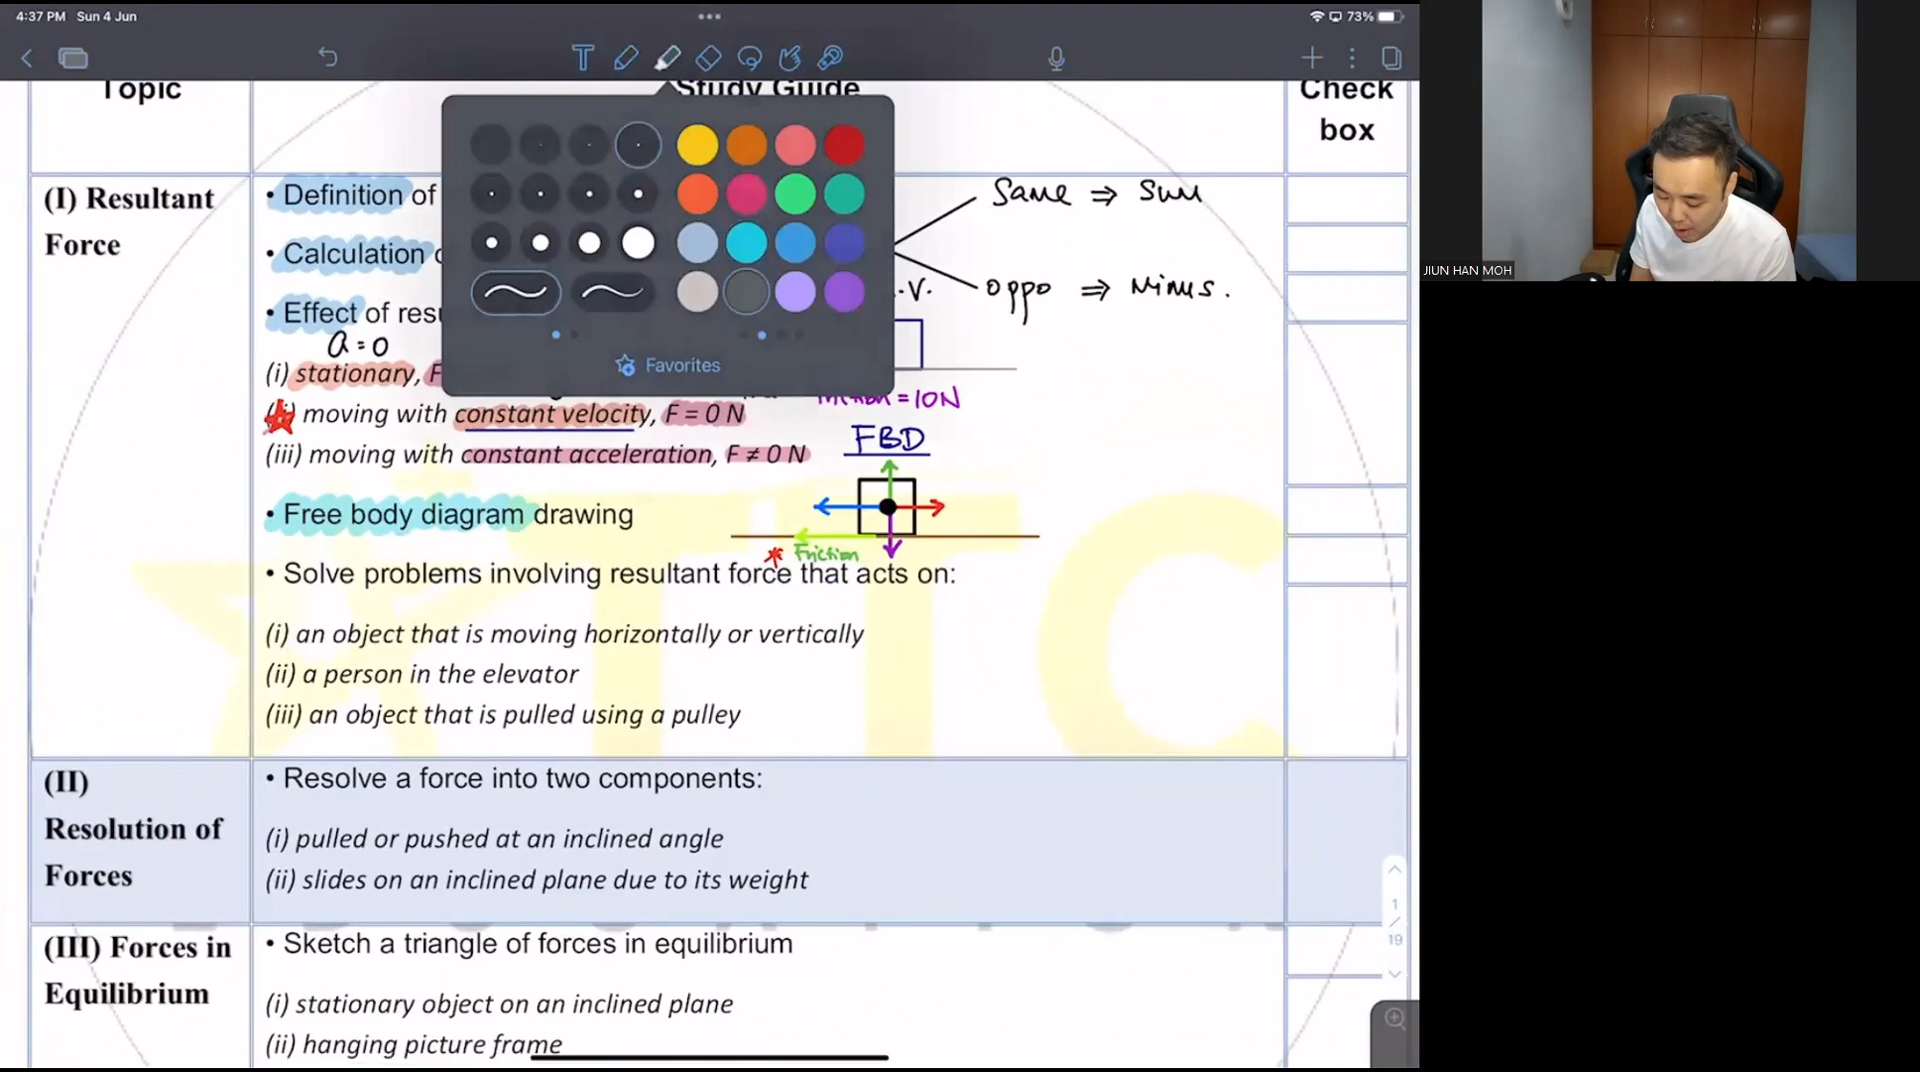 4:37 PM Sun 4 Jun
73%
Topic
Study Guide
Check box
(I) Resultant Force
• Definition of
Same ⇒ Sum
• Calculation
Oppo ⇒ Minus.
• Effect of
a = 0
(i) stationary, F
= 10N
(ii) moving with constant velocity, F = 0 N
(iii) moving with constant acceleration, F ≠ 0 N
FBD
• Free body diagram drawing
Friction
• Solve problems involving resultant force that acts on:
(i) an object that is moving horizontally or vertically
(ii) a person in the elevator
(iii) an object that is pulled using a pulley
(II) Resolution of Forces
• Resolve a force into two components:
(i) pulled or pushed at an inclined angle
(ii) slides on an inclined plane due to its weight
(III) Forces in Equilibrium
• Sketch a triangle of forces in equilibrium
(i) stationary object on an inclined plane
(ii) hanging picture frame
Favorites
TTC
1
/
19
JIUN HAN MOH